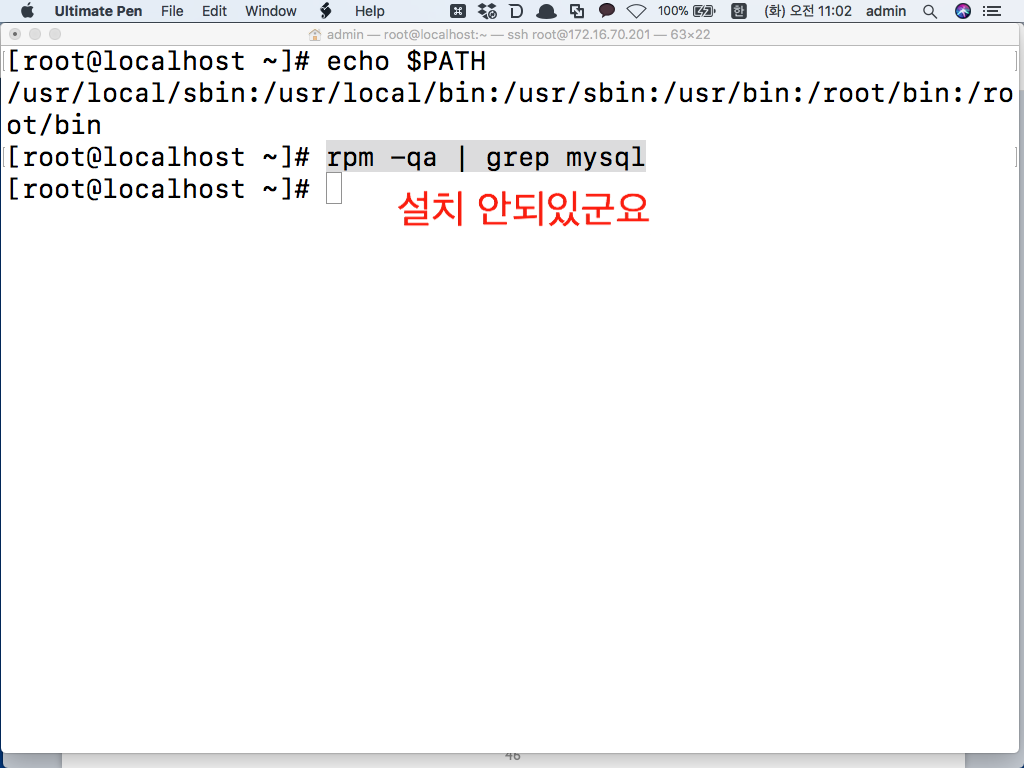 Ultimate Pen File Edit Window Help 100% 한 (화) 오전 11:02 admin
admin — root@localhost:~ — ssh root@172.16.70.201 — 63×22
[root@localhost ~]# echo $PATH
/usr/local/sbin:/usr/local/bin:/usr/sbin:/usr/bin:/root/bin:/ro
ot/bin
[root@localhost ~]# rpm -qa | grep mysql
[root@localhost ~]#
설치 안되있군요
46